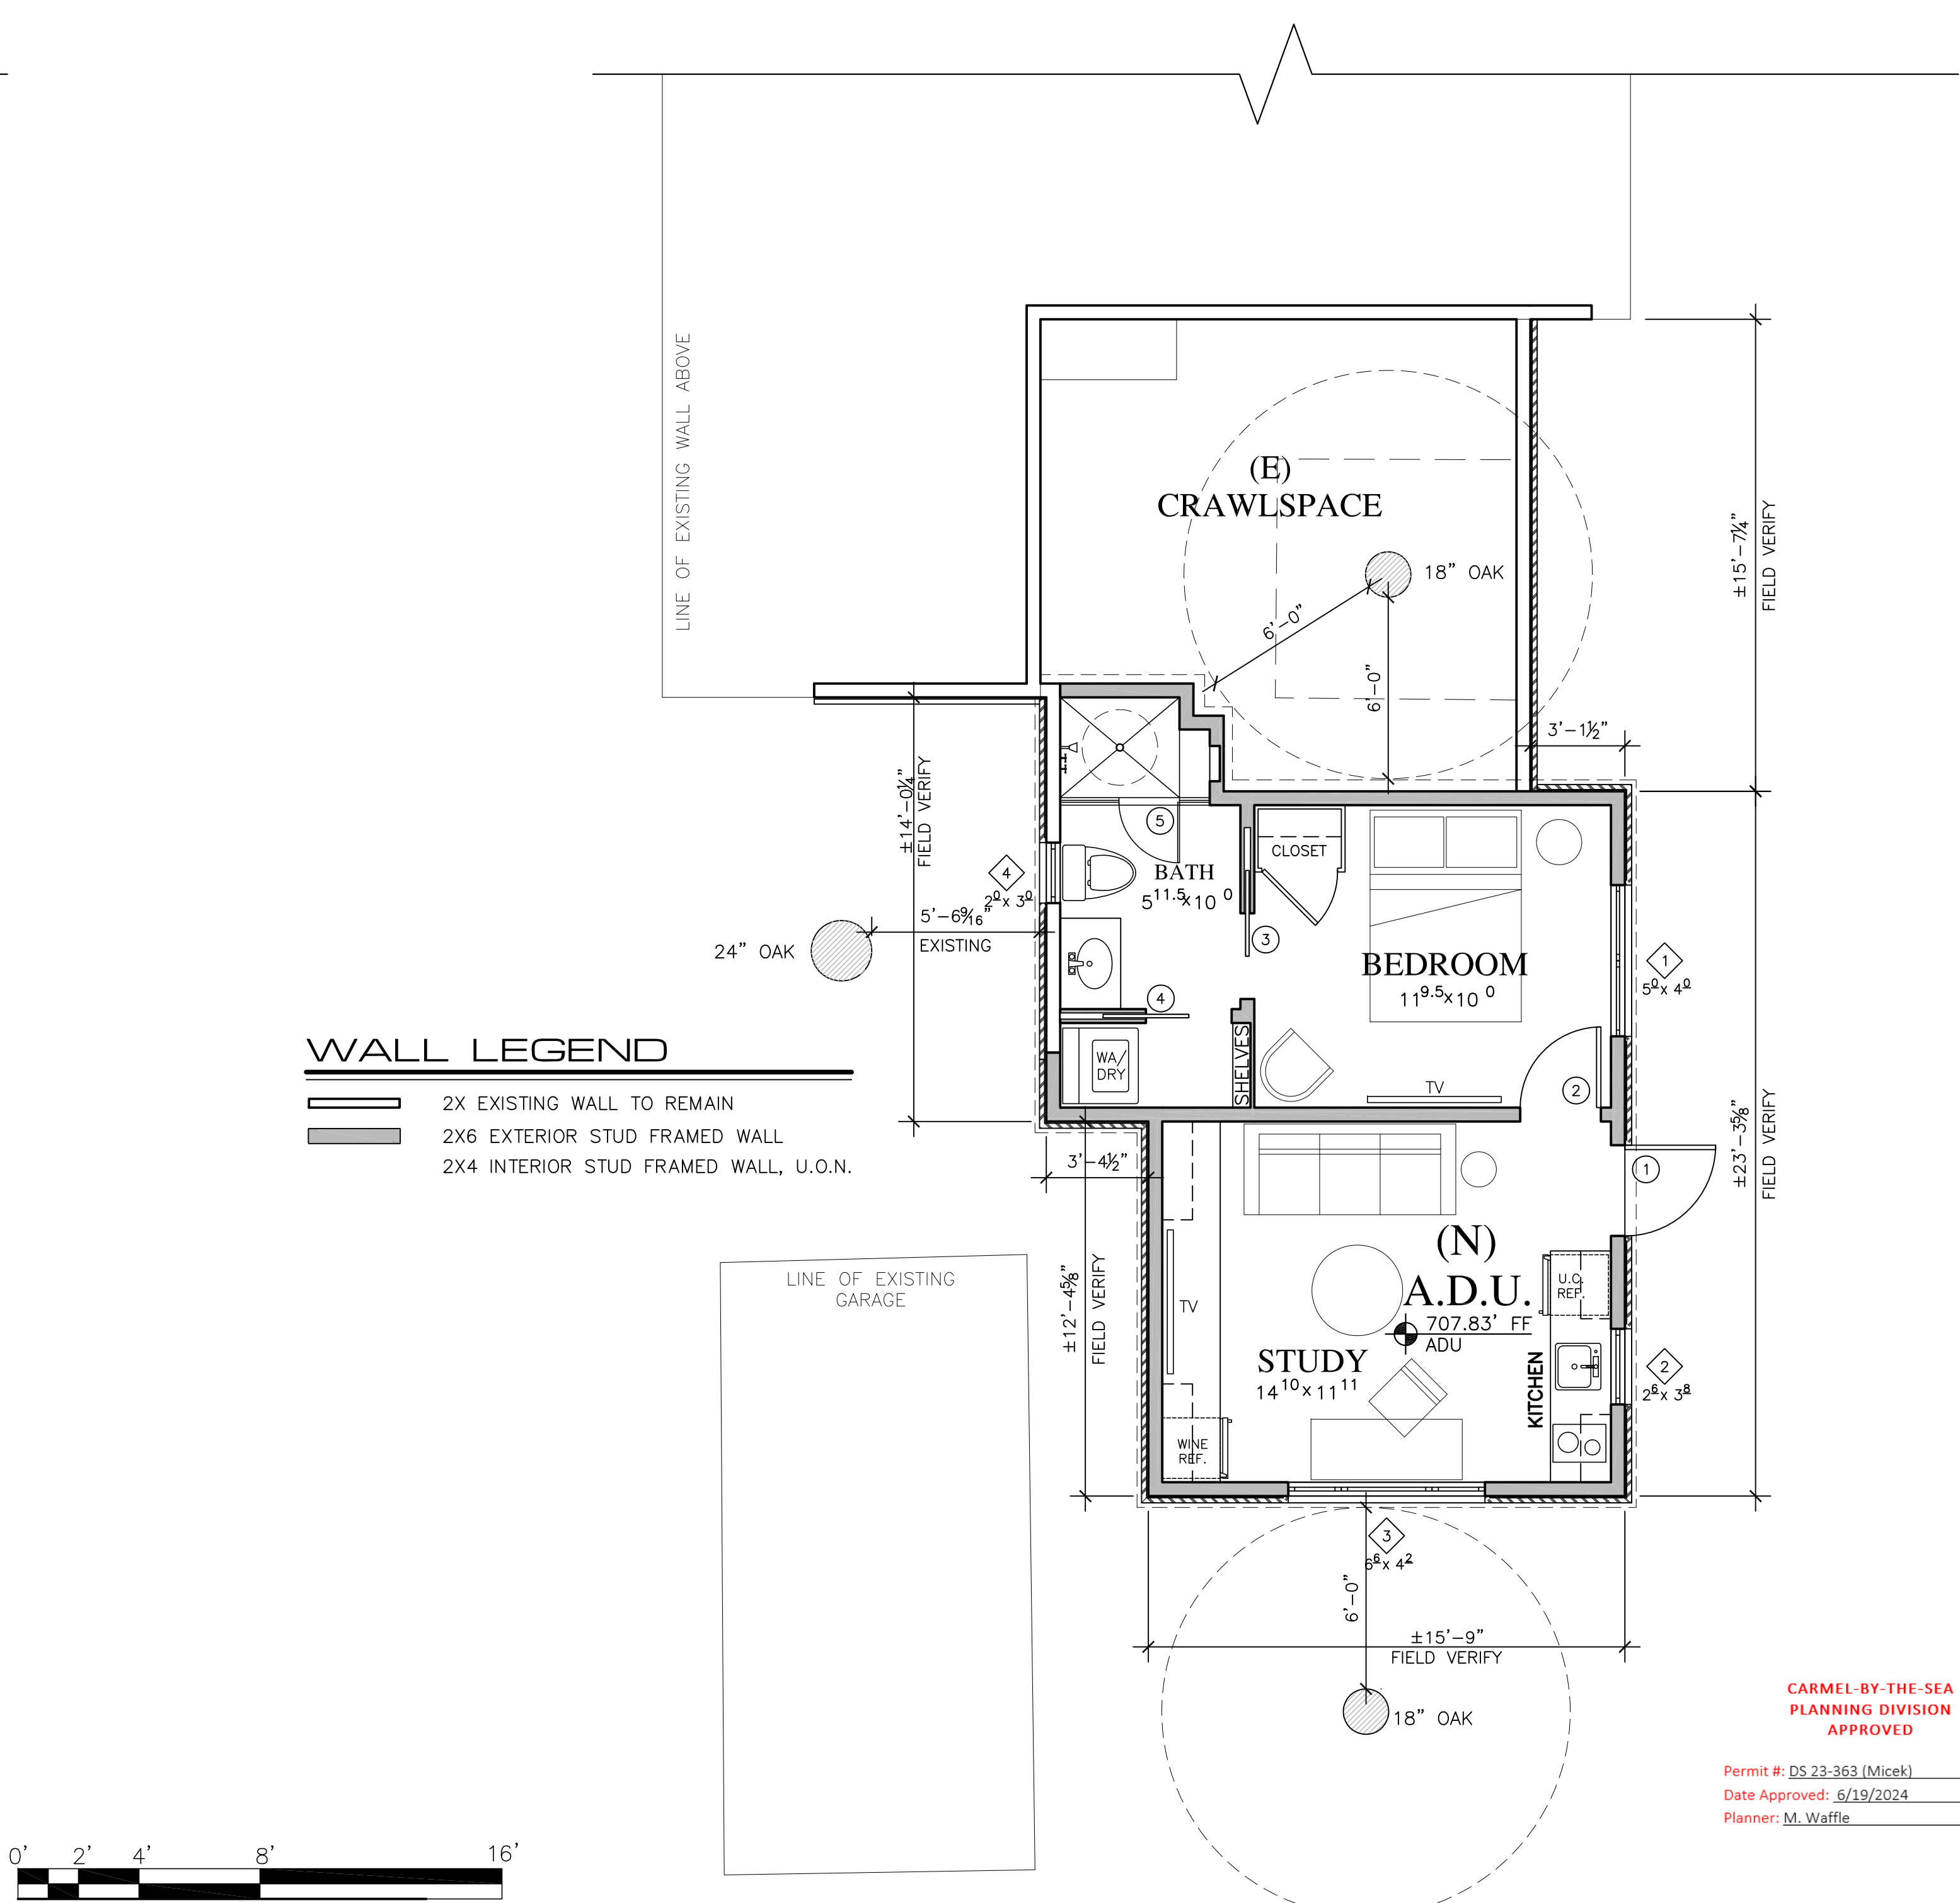 LINE OF EXISTING WALL ABOVE
(E)
CRAWLSPACE
18" OAK
6'-0"
6'-0"
±15'-7¼"
FIELD VERIFY
3'-1½"
±14'-0¼"
FIELD VERIFY
5
CLOSET
BATH
5 11.5 x 10 0
4
2 0 x 3 0
5'-6 9/16"
EXISTING
24" OAK
3
BEDROOM
11 9.5 x 10 0
1
5 0 x 4 0
4
WA/
DRY
SHELVES
TV
2
WALL LEGEND
2X EXISTING WALL TO REMAIN
2X6 EXTERIOR STUD FRAMED WALL
2X4 INTERIOR STUD FRAMED WALL, U.O.N.
3'-4½"
1
±23'-3⅝"
FIELD VERIFY
(N)
A.D.U.
707.83' FF
ADU
U.C.
REF.
LINE OF EXISTING
GARAGE
±12'-4⅝"
FIELD VERIFY
TV
STUDY
14 10 x 11 11
KITCHEN
2
2 6 x 3 8
WINE
REF.
3
6 6 x 4 2
6'-0"
±15'-9"
FIELD VERIFY
18" OAK
CARMEL-BY-THE-SEA
PLANNING DIVISION
APPROVED
Permit #: DS 23-363 (Micek)
Date Approved: 6/19/2024
Planner: M. Waffle
0' 2' 4' 8' 16'